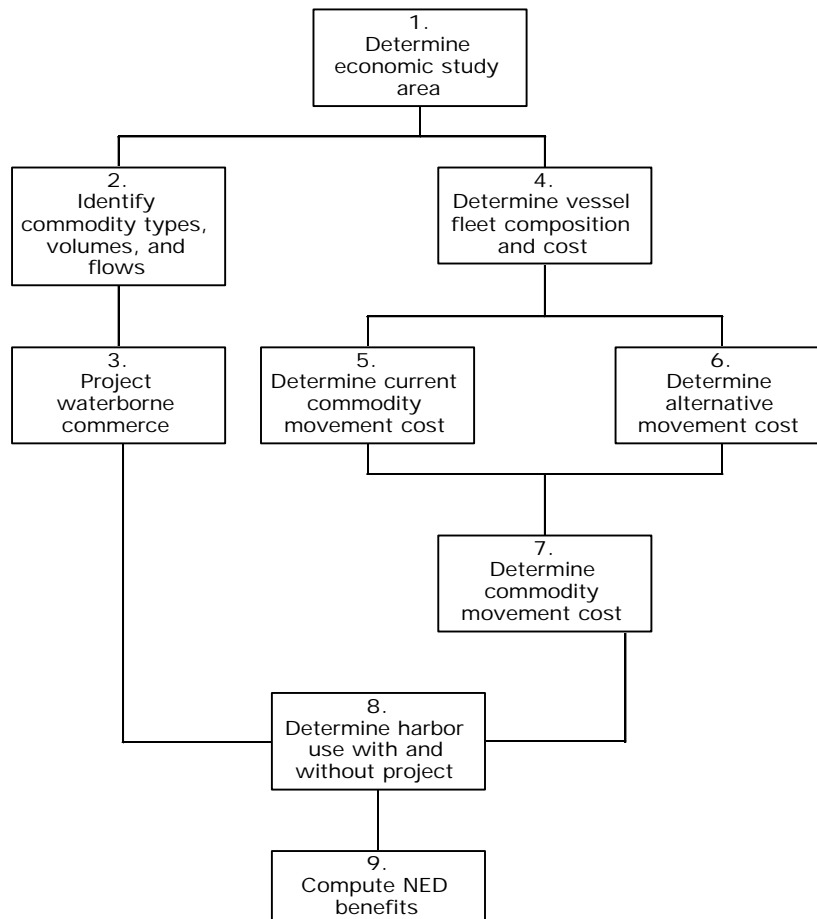 1.
Determine
economic study
area
2.
Identify
commodity types,
volumes, and
flows
4.
Determine vessel
fleet composition
and cost
3.
Project
waterborne
commerce
5.
Determine current
commodity
movement cost
6.
Determine
alternative
movement cost
7.
Determine
commodity
movement cost
8.
Determine harbor
use with and
without project
9.
Compute NED
benefits